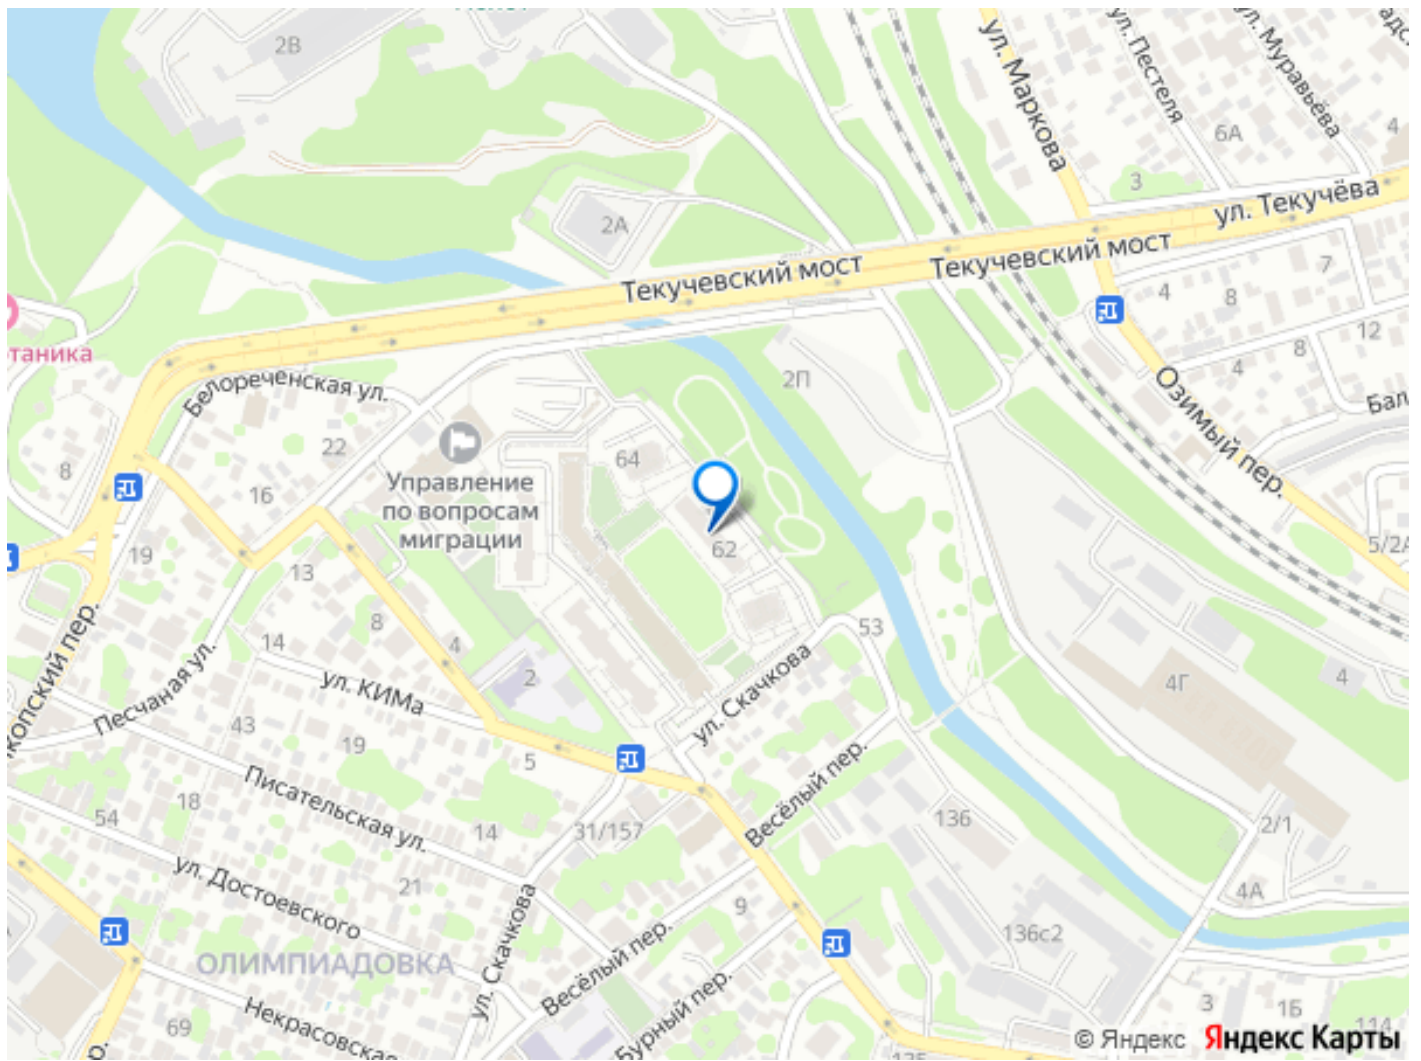 2В
ул. Маркова
ул. Пестеля
ул. Муравьёва
6А
4
3
2А
ул. Текучёва
Текучевский мост
Текучевский мост
7
4
8
12
8
4
2П
Белореченская ул.
Озимый пер.
22
64
8
16
Управление
по вопросам
миграции
62
5/2А
19
13
8
14
4
53
2
ул. КИМа
ул. Скачкова
4Г
4
Песчаная ул.
43
19
5
Весёлый пер.
Писательская ул.
18
54
14
31/157
136
2/1
ул. Достоевского
21
ул. Скачкова
9
4А
136с2
ОЛИМПИАДОВКА
Весёлый пер.
Бурный пер.
Некрасовская
69
3
1Б
114
© Яндекс Яндекс Карты